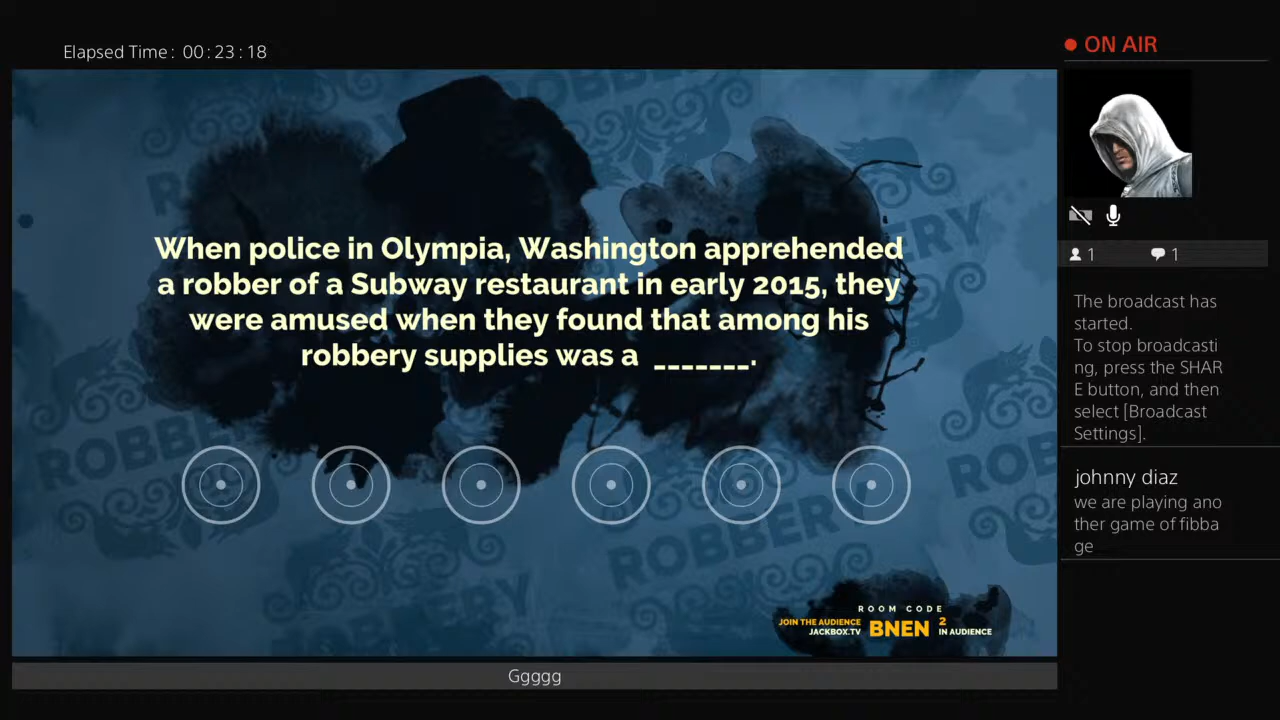 Elapsed Time: 00:23:18
ON AIR
When police in Olympia, Washington apprehended
a robber of a Subway restaurant in early 2015, they
were amused when they found that among his
robbery supplies was a _______.
1
1
The broadcast has
started.
To stop broadcasti
ng, press the SHAR
E button, and then
select [Broadcast
Settings].
johnny diaz
we are playing ano
ther game of fibba
ge
ROBBERY
ROBBERY
ROBBERY
ROOM CODE
JOIN THE AUDIENCE
JACKBOX.TV
BNEN
2
IN AUDIENCE
Ggggg